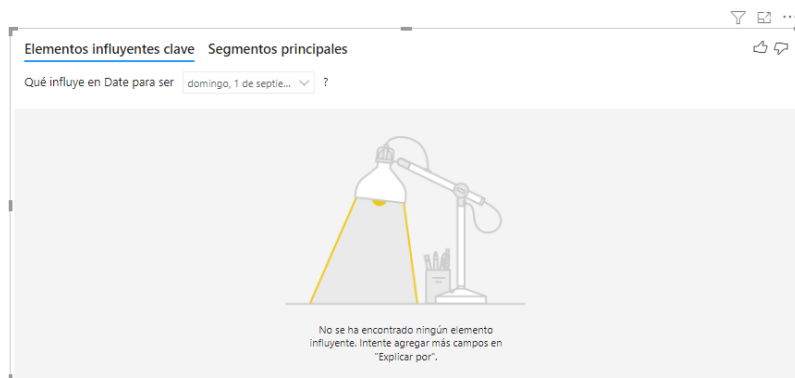 Elementos influyentes clave Segmentos principales
Qué influye en Date para ser domingo, 1 de septie... ?
No se ha encontrado ningún elemento
influyente. Intente agregar más campos en
"Explicar por".